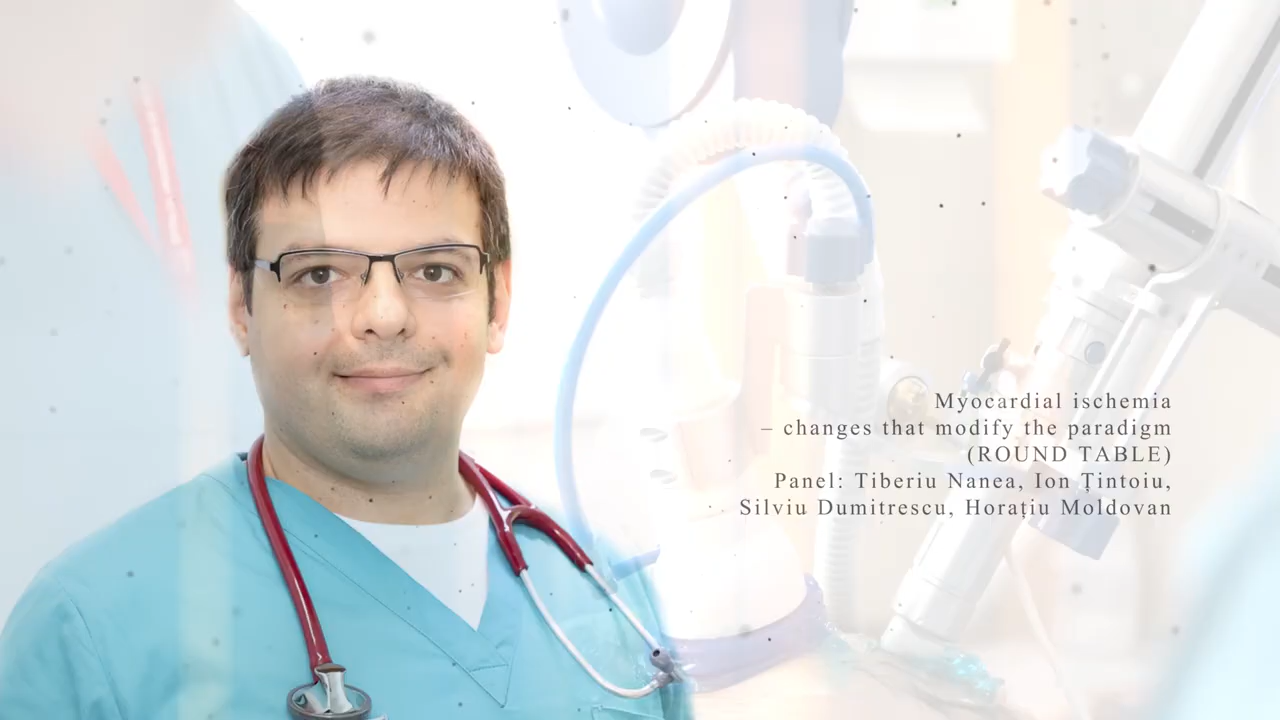 Myocardial ischemia
– changes that modify the paradigm
(ROUND TABLE)
Panel: Tiberiu Nanea, Ion Țintoiu,
Silviu Dumitrescu, Horațiu Moldovan